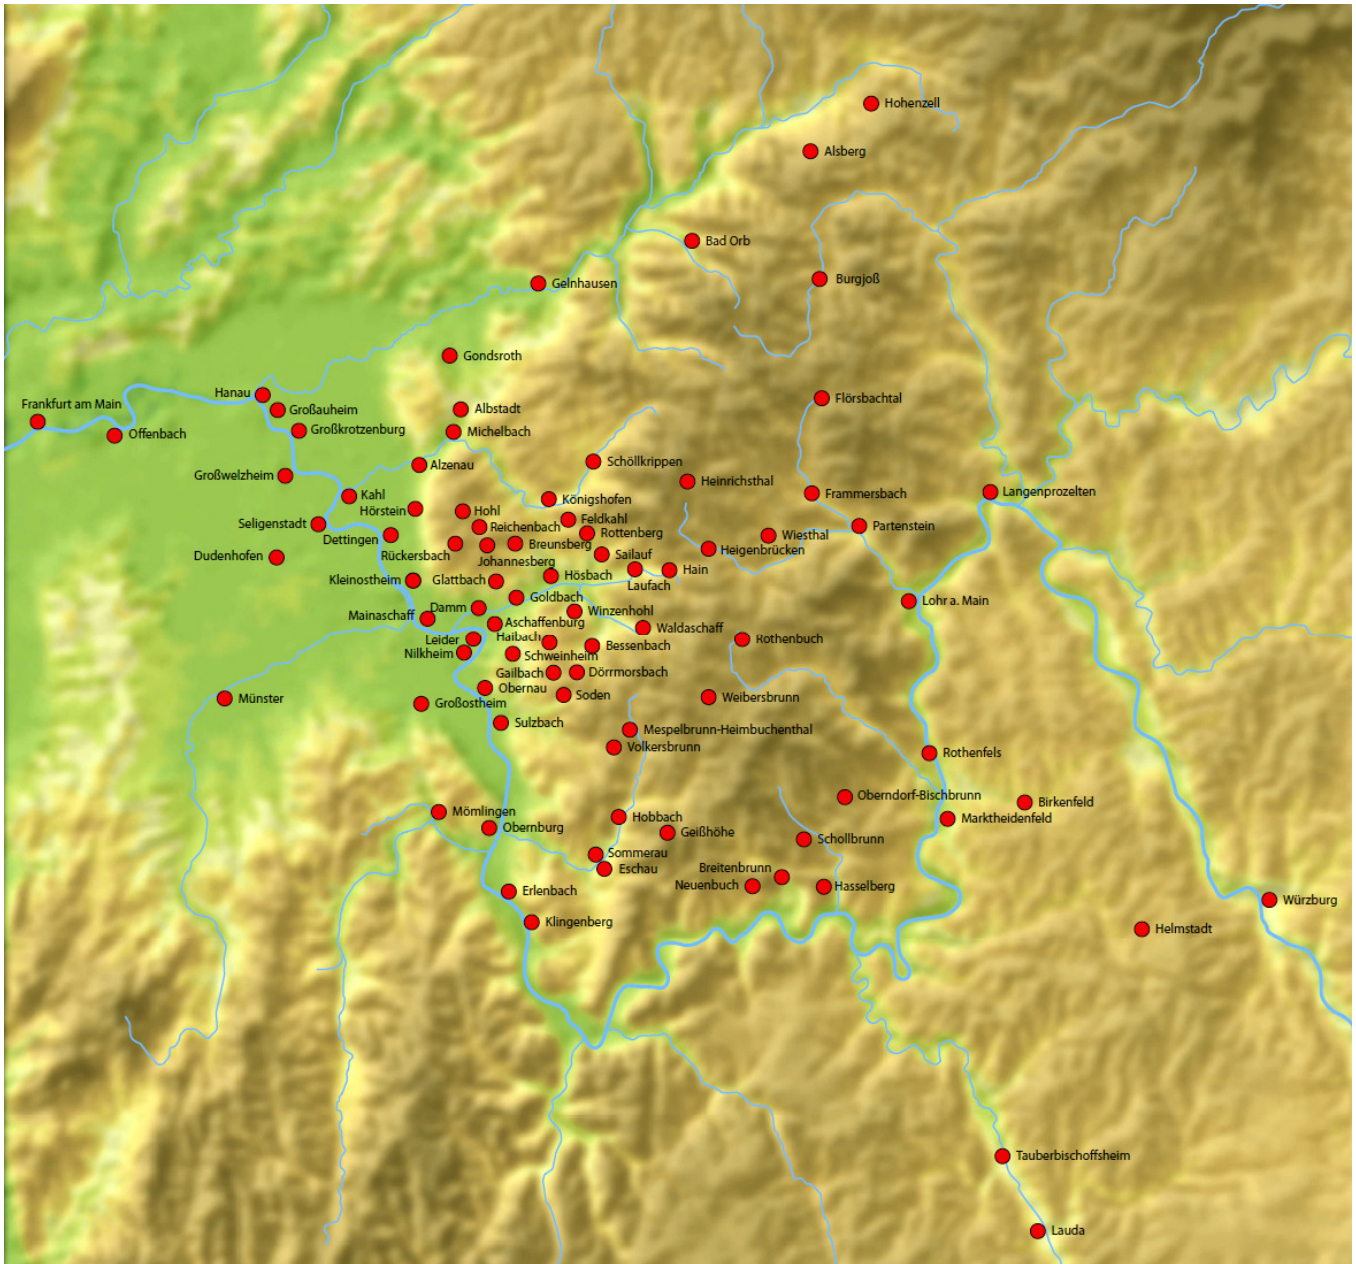 Hohenzell
Alsberg
Bad Orb
Burgjoß
Gelnhausen
Gondsroth
Hanau
Flörsbachtal
Frankfurt am Main
Großauheim
Albstadt
Offenbach
Großkrotzenburg
Michelbach
Alzenau
Schöllkrippen
Großwelzheim
Heinrichsthal
Kahl
Königshofen
Frammersbach
Langenprozelten
Hörstein
Hohl
Seligenstadt
Reichenbach
Feldkahl
Partenstein
Dettingen
Rottenberg
Wiesthal
Dudenhofen
Rückersbach
Breunsberg
Heigenbrücken
Johannesberg
Sailauf
Kleinostheim
Glattbach
Hösbach
Laufach
Hain
Goldbach
Lohr a. Main
Mainaschaff
Damm
Winzenhohl
Aschaffenburg
Waldaschaff
Leider
Haibach
Bessenbach
Rothenbuch
Nilkheim
Schweinheim
Gailbach
Dörrmorsbach
Münster
Obernau
Soden
Weibersbrunn
Großostheim
Sulzbach
Mespelbrunn-Heimbuchenthal
Volkersbrunn
Rothenfels
Oberndorf-Bischbrunn
Birkenfeld
Mömlingen
Hobbach
Marktheidenfeld
Obernburg
Geißhöhe
Schollbrunn
Sommerau
Eschau
Breitenbrunn
Neuenbuch
Hasselberg
Erlenbach
Würzburg
Klingenberg
Helmstadt
Tauberbischoffsheim
Lauda